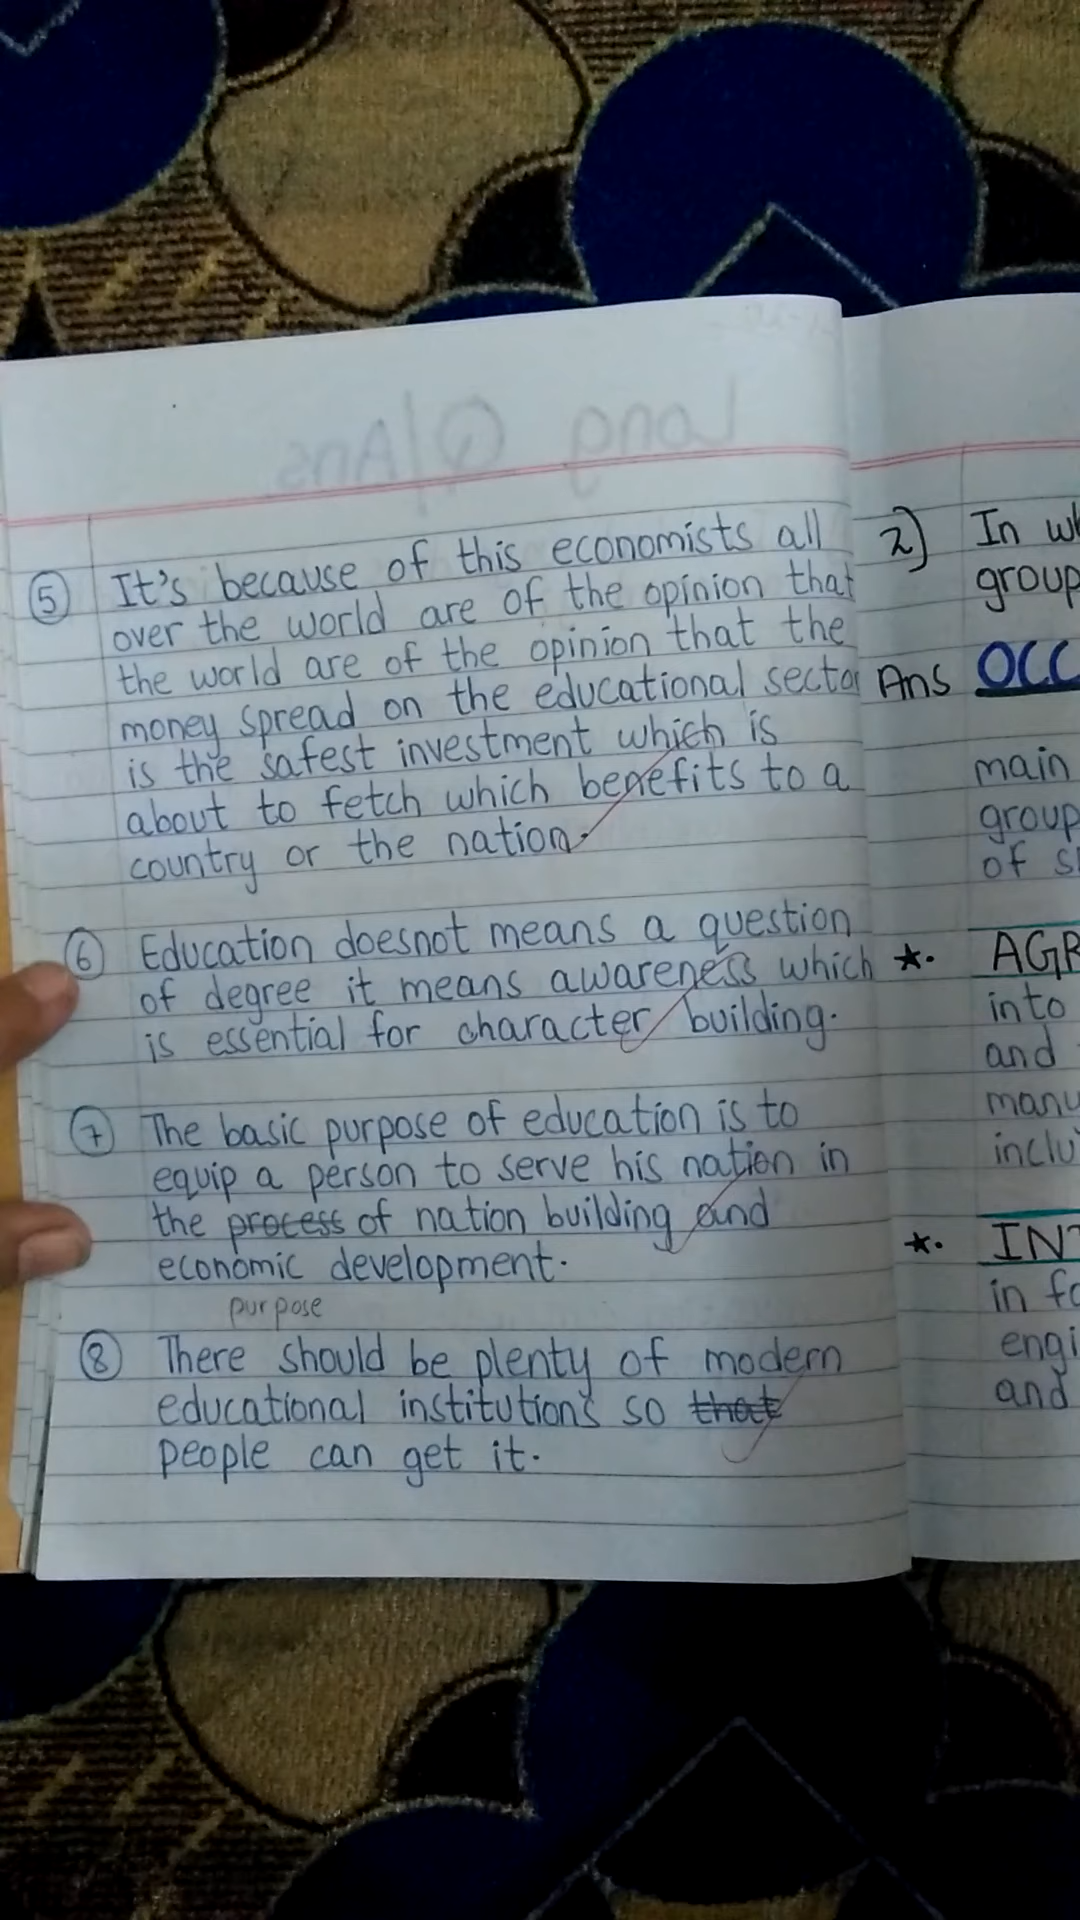 Long Q/Ans
⑤ It's because of this economists all
over the world are of the opinion that
the world are of the opinion that the
money spread on the educational sector
is the safest investment which is
about to fetch which benefits to a
country or the nation.
⑥ Education doesnot means a question
of degree it means awareness which
is essential for character building.
⑦ The basic purpose of education is to
equip a person to serve his nation in
the process of nation building and
economic development.
purpose
⑧ There should be plenty of modern
educational institutions so that
people can get it.
2) In wh
group
Ans OCC
main
group
of s
*. AGR
into
and
manu
inclu
*. INT
in fo
engi
and